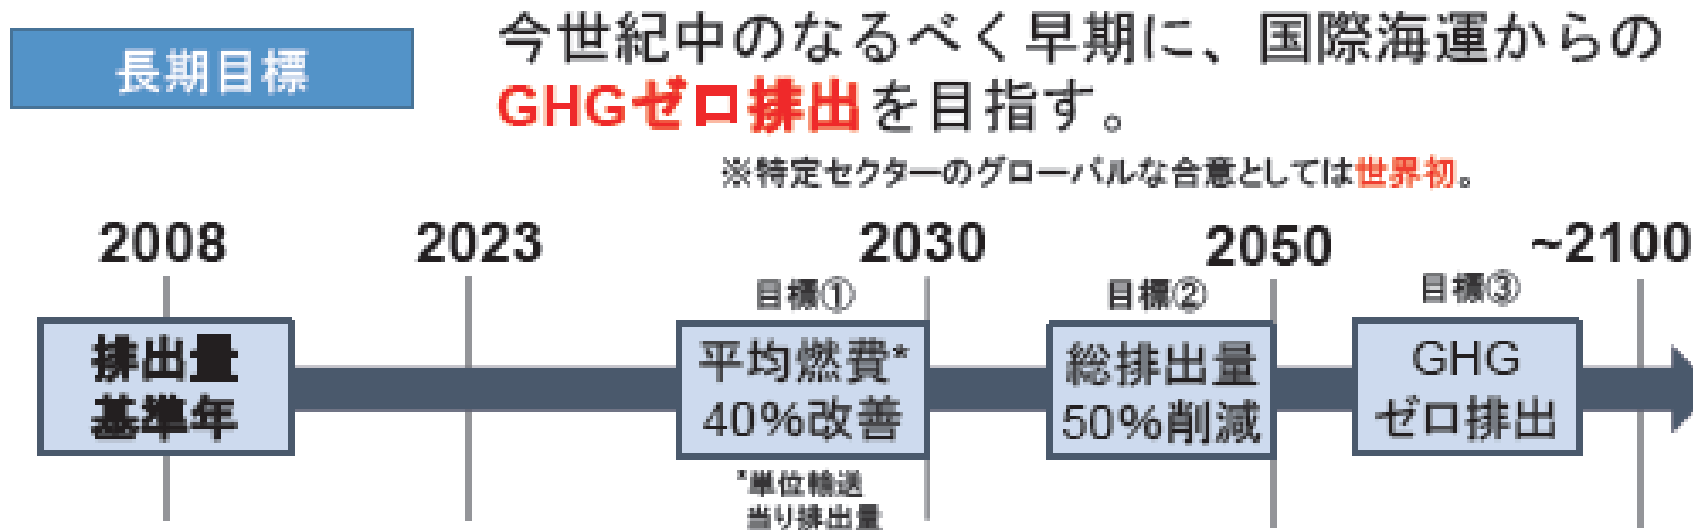 長期目標
今世紀中のなるべく早期に、国際海運からの
GHGゼロ排出を目指す。
※特定セクターのグローバルな合意としては世界初。
2008
2023
2030
2050
~2100
目標①
目標②
目標③
排出量
基準年
平均燃費*
40%改善
総排出量
50%削減
GHG
ゼロ排出
*単位輸送
当り排出量